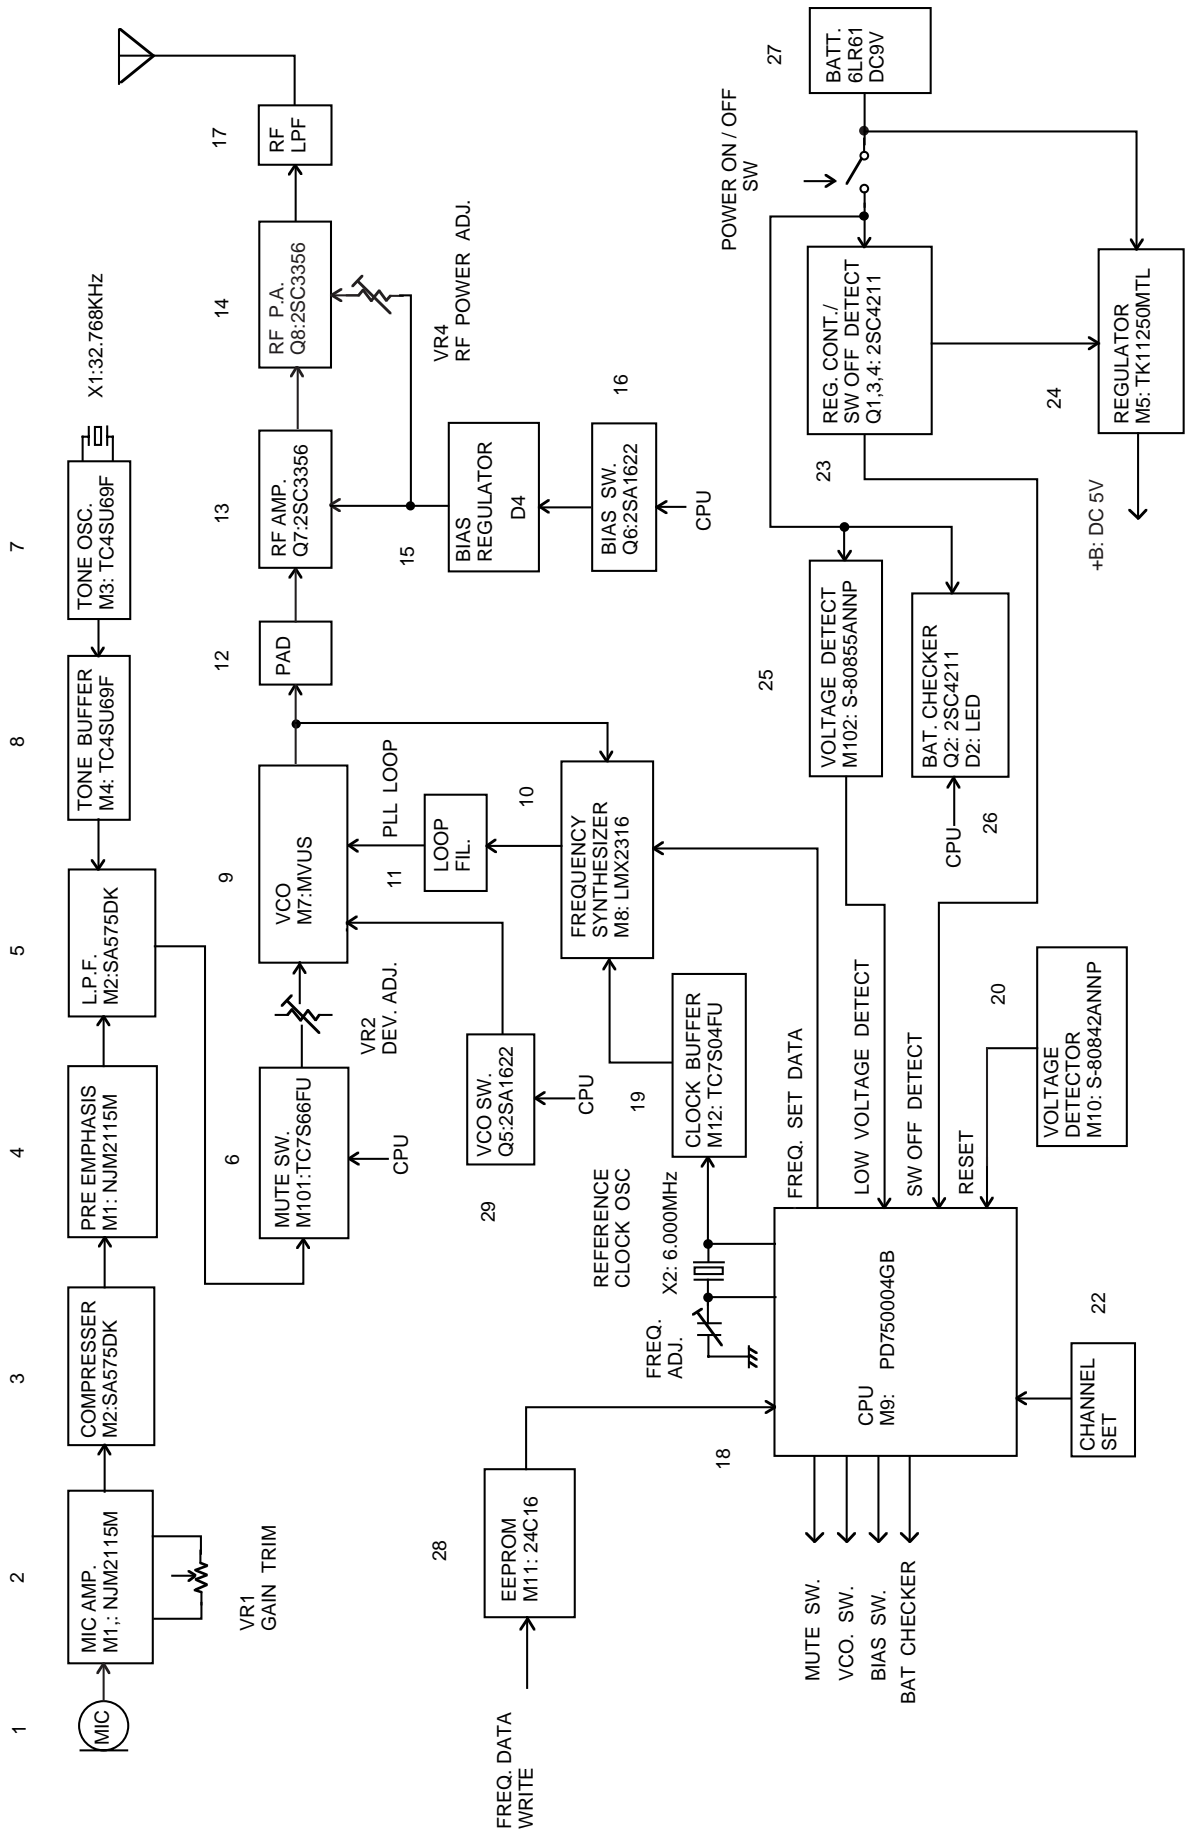 1
2
3
4
5
8
7
MIC
MIC AMP.
M1,: NJM2115M
COMPRESSER
M2:SA575DK
PRE EMPHASIS
M1: NJM2115M
L.P.F.
M2:SA575DK
TONE BUFFER
M4: TC4SU69F
TONE OSC.
M3: TC4SU69F
X1:32.768KHz
VR1
GAIN TRIM
6
9
12
13
14
17
MUTE SW.
M101:TC7S66FU
CPU
VR2
DEV. ADJ.
VCO
M7:MVUS
PAD
RF AMP.
Q7:2SC3356
RF P.A.
Q8:2SC3356
RF
LPF
VR4
RF POWER ADJ.
PLL LOOP
11
LOOP
FIL.
10
15
BIAS
REGULATOR
D4
16
BIAS SW.
Q6:2SA1622
CPU
29
VCO SW.
Q5:2SA1622
CPU
FREQUENCY
SYNTHESIZER
M8: LMX2316
28
EEPROM
M11: 24C16
FREQ. DATA
WRITE
19
CLOCK BUFFER
M12: TC7S04FU
REFERENCE
CLOCK OSC
X2: 6.000MHz
FREQ.
ADJ.
18
CPU
M9:
PD750004GB
FREQ. SET DATA
LOW VOLTAGE DETECT
SW OFF DETECT
RESET
MUTE SW.
VCO. SW.
BIAS SW.
BAT CHECKER
22
CHANNEL
SET
20
VOLTAGE
DETECTOR
M10: S-80842ANNP
25
VOLTAGE DETECT
M102: S-80855ANNP
BAT. CHECKER
Q2: 2SC4211
D2: LED
CPU
26
23
REG. CONT./
SW OFF DETECT
Q1,3,4: 2SC4211
POWER ON / OFF
SW
27
BATT.
6LR61
DC9V
24
REGULATOR
M5: TK11250MTL
+B: DC 5V